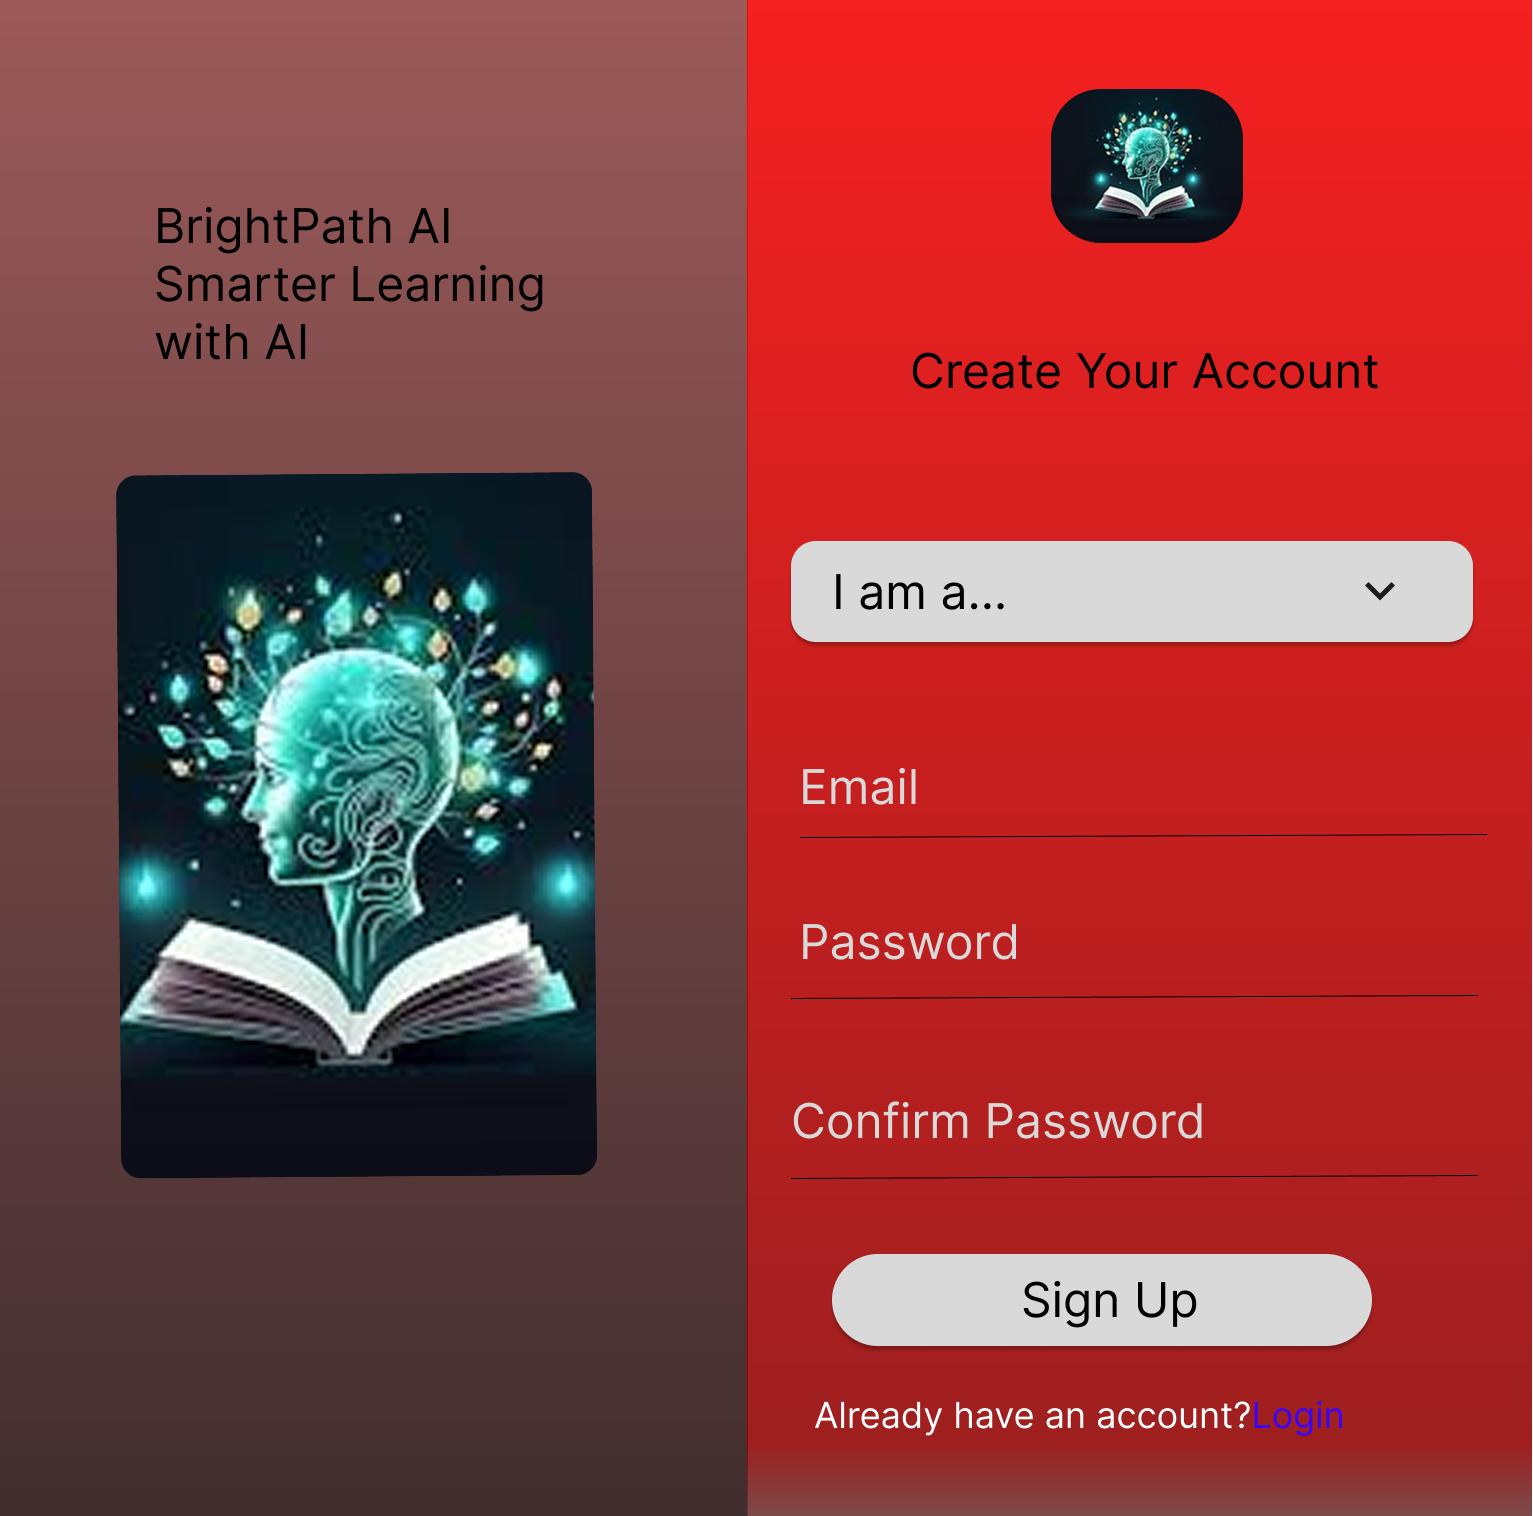 BrightPath AI
Smarter Learning
with AI
Create Your Account
I am a...
Email
Password
Confirm Password
Sign Up
Already have an account?Login